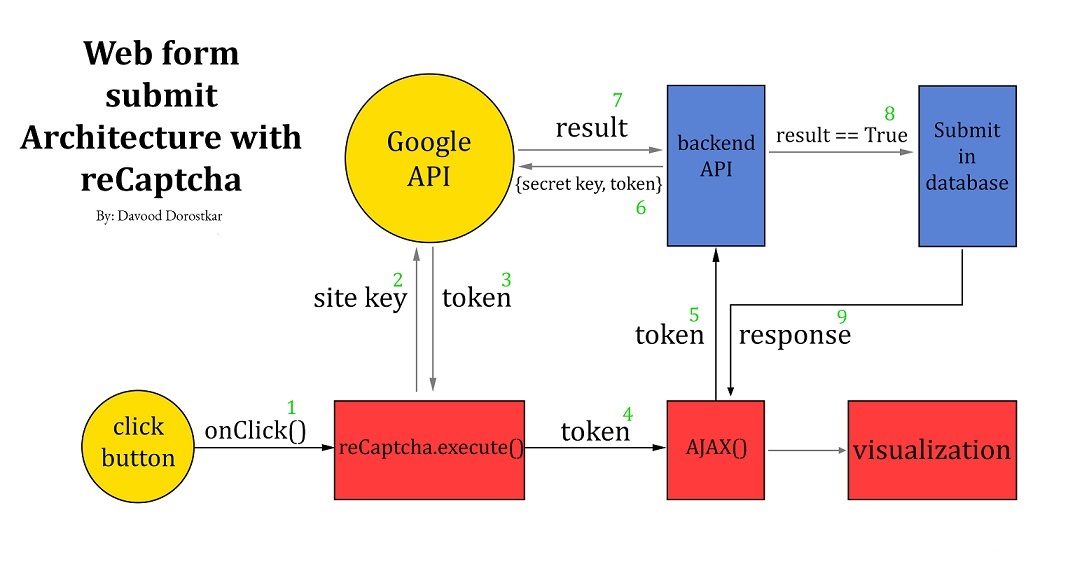 Web form
submit
Architecture with
reCaptcha
By: Davood Dorostkar
Google
API
7
result
{secret key, token}
6
backend
API
8
result == True
Submit
in
database
2
site key
3
token
5
token
9
response
click
button
1
onClick()
reCaptcha.execute()
4
token
AJAX()
visualization